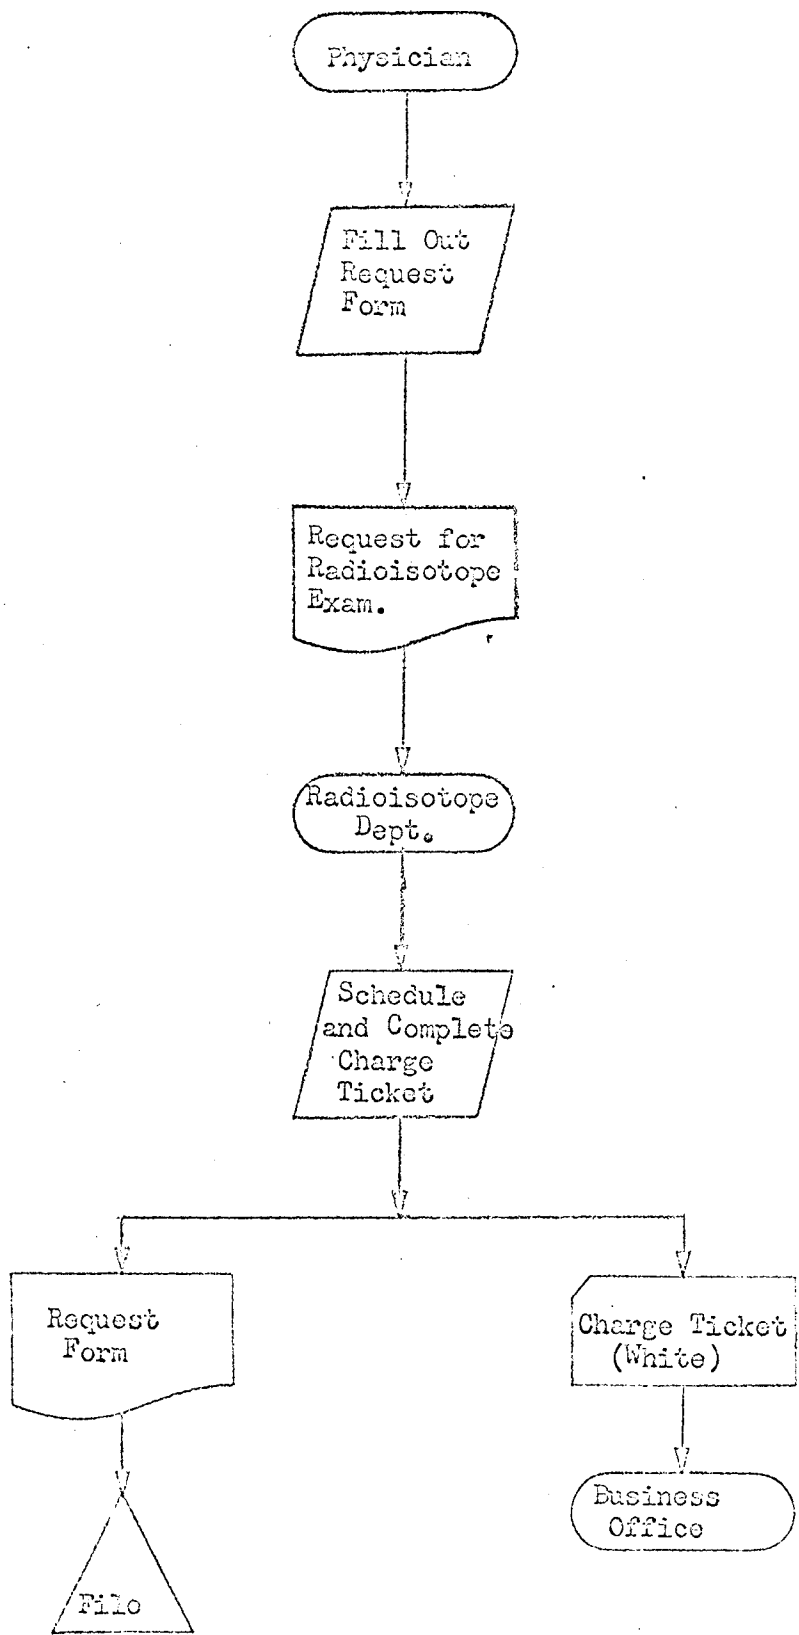 Physician
Fill Out
Request
Form
Request for
Radioisotope
Exam.
Radioisotope
Dept.
Schedule
and Complete
Charge
Ticket
Request
Form
Charge Ticket
(White)
Business
Office
File